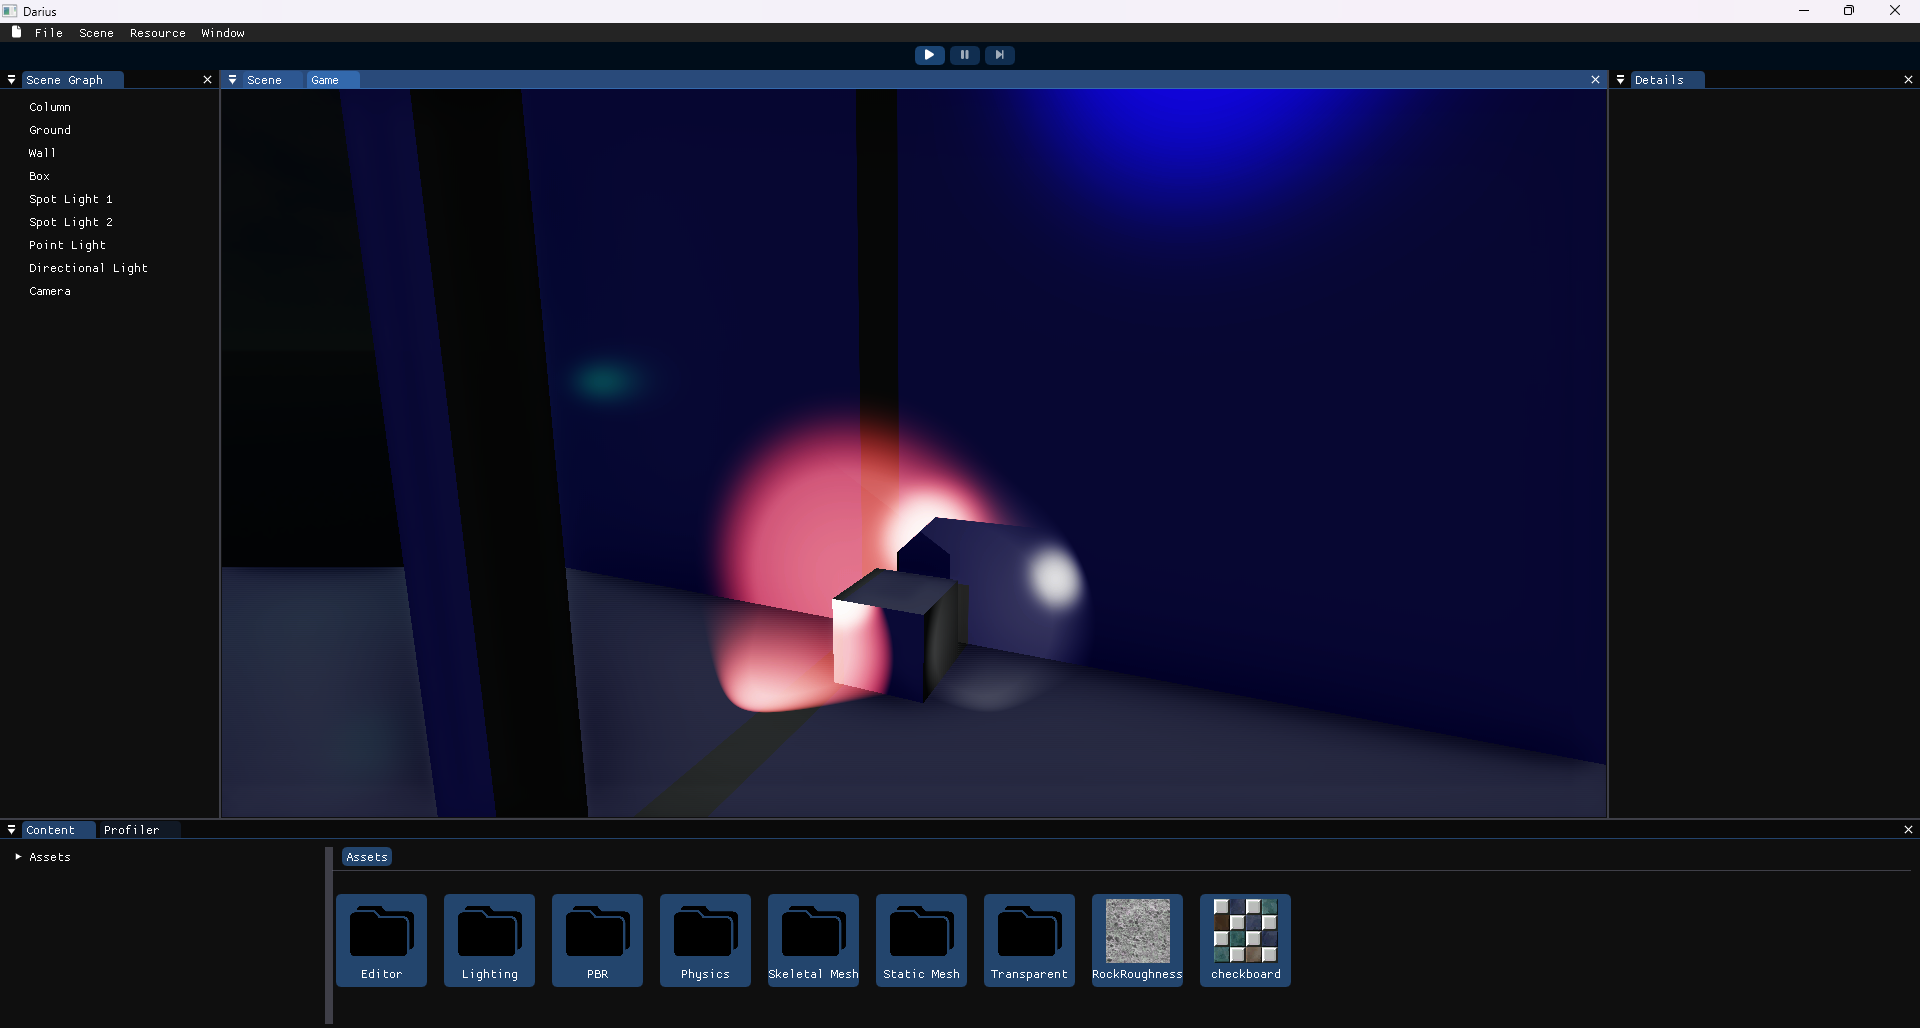 Darius
File Scene Resource Window
Scene Graph
Column
Ground
Wall
Box
Spot Light 1
Spot Light 2
Point Light
Directional Light
Camera
Scene Game
Details
Content Profiler
Assets
Assets
Editor
Lighting
PBR
Physics
Skeletal Mesh
Static Mesh
Transparent
RockRoughness
checkboard